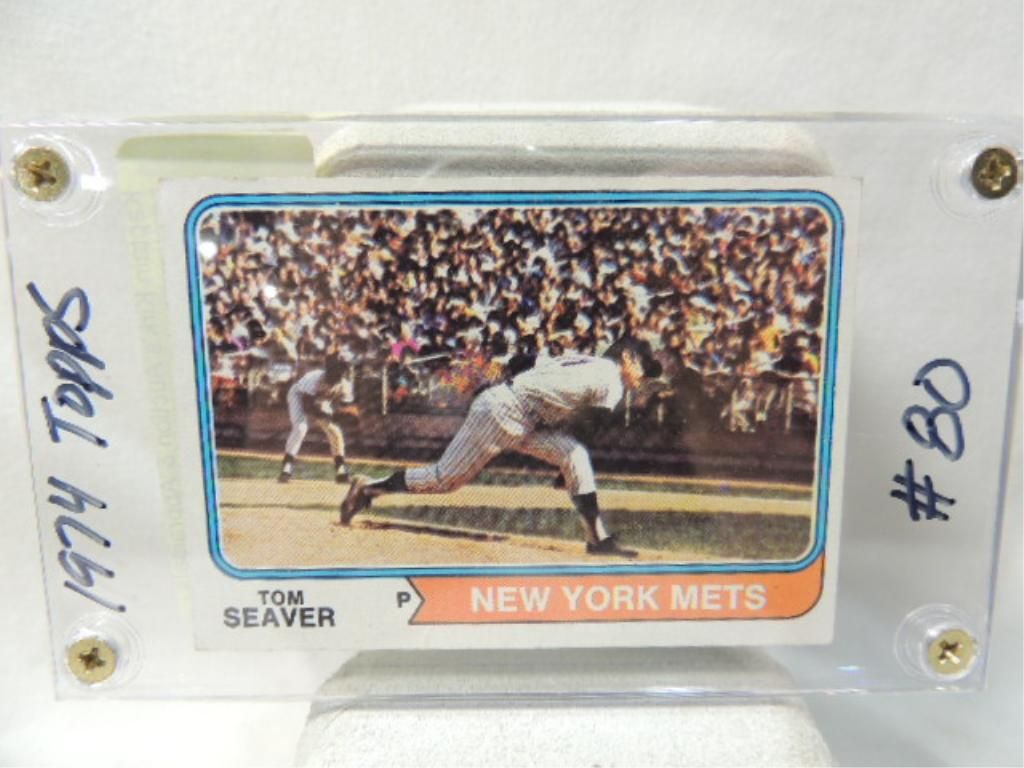 1974 Topps
TOM
SEAVER
P
NEW YORK METS
#80